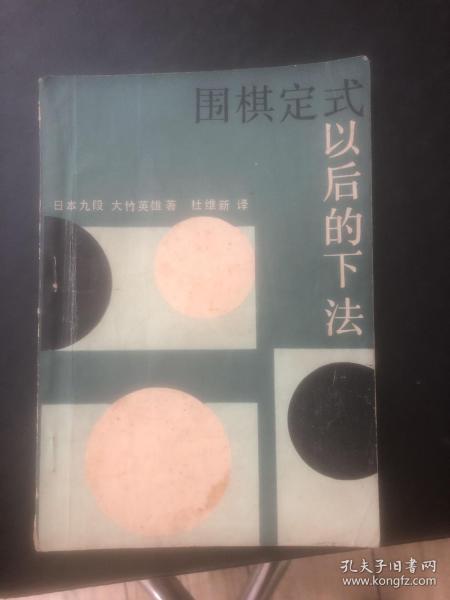 围棋定式
以后的下法
日本九段 大竹英雄著 杜维新 译
孔夫子旧书网
www.kongfz.com